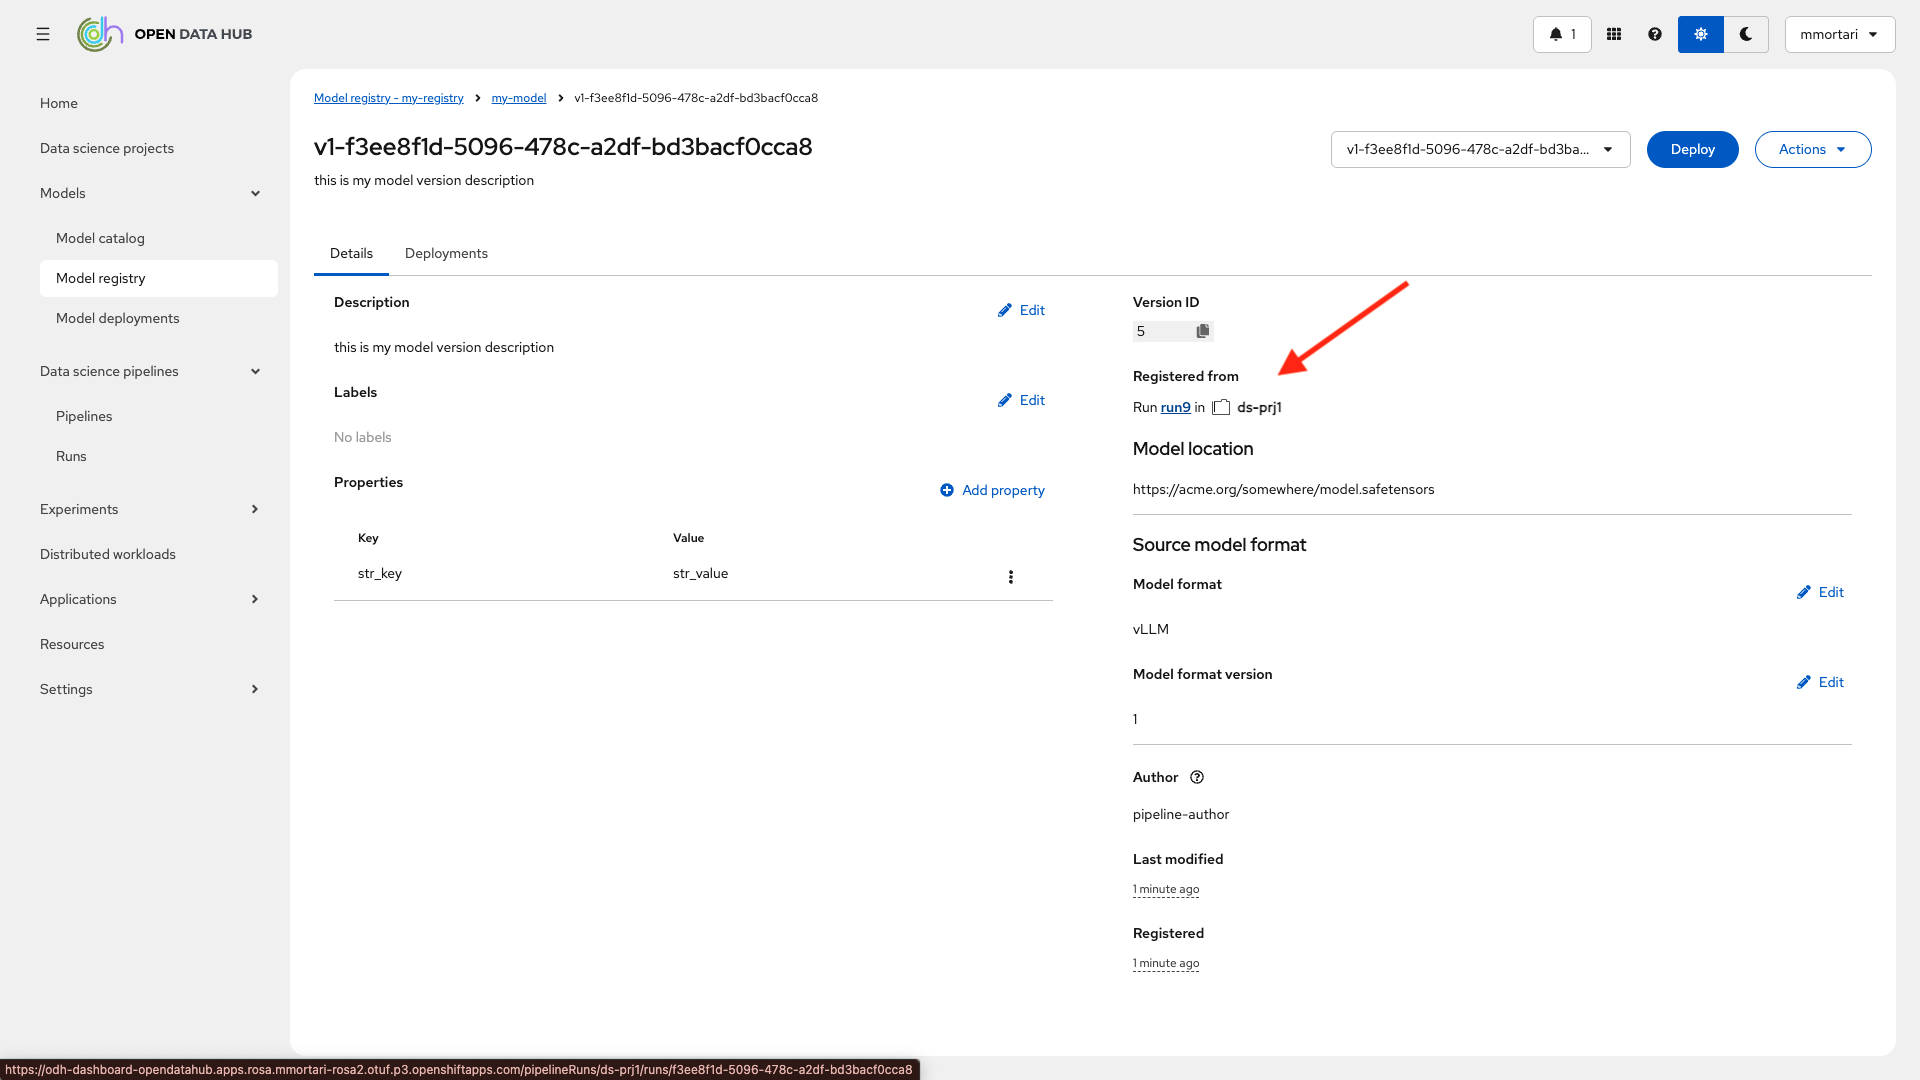 OPEN DATA HUB
1
mmortari
Home
Data science projects
Models
Model catalog
Model registry
Model deployments
Data science pipelines
Pipelines
Runs
Experiments
Distributed workloads
Applications
Resources
Settings
Model registry - my-registry
my-model
v1-f3ee8f1d-5096-478c-a2df-bd3bacf0cca8
v1-f3ee8f1d-5096-478c-a2df-bd3bacf0cca8
this is my model version description
v1-f3ee8f1d-5096-478c-a2df-bd3ba...
Deploy
Actions
Details
Deployments
Description
Edit
this is my model version description
Labels
Edit
No labels
Properties
Add property
Key Value
str_key str_value
Version ID
5
Registered from
Run run9 in ds-prj1
Model location
https://acme.org/somewhere/model.safetensors
Source model format
Model format
Edit
vLLM
Model format version
Edit
1
Author
pipeline-author
Last modified
1 minute ago
Registered
1 minute ago
https://odh-dashboard-opendatahub.apps.rosa.mmortari-rosa2.otuf.p3.openshiftapps.com/pipelineRuns/ds-prj1/runs/f3ee8f1d-5096-478c-a2df-bd3bacf0cca8